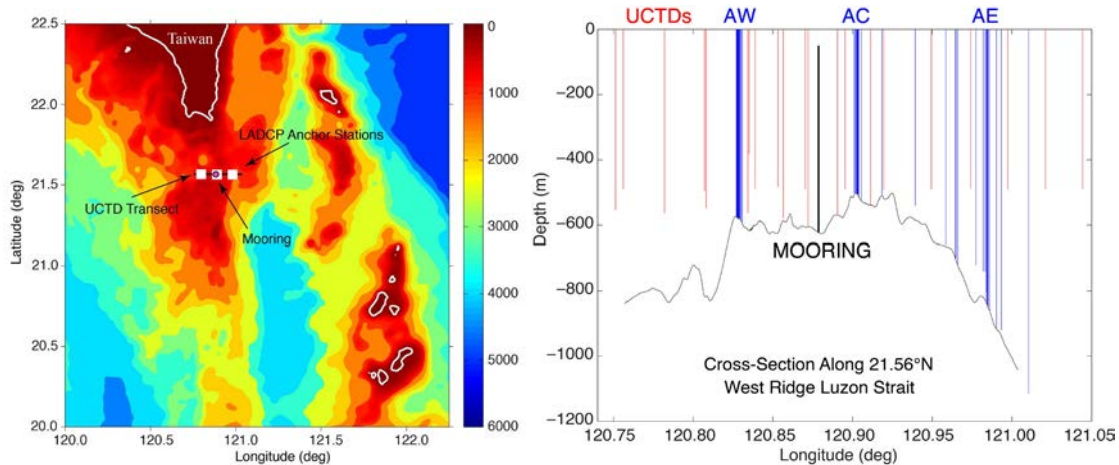 22.5
22.0
21.5
21.0
20.5
20.0
Latitude (deg)
120.0
120.5
121.0
121.5
122.0
Longitude (deg)
Taiwan
LADCP Anchor Stations
UCTD Transect
Mooring
0
1000
2000
3000
4000
5000
6000
UCTDs AW AC AE
0
−200
−400
−600
−800
−1000
−1200
Depth (m)
MOORING
Cross-Section Along 21.56°N
West Ridge Luzon Strait
120.75
120.80
120.85
120.90
120.95
121.00
121.05
Longitude (deg)